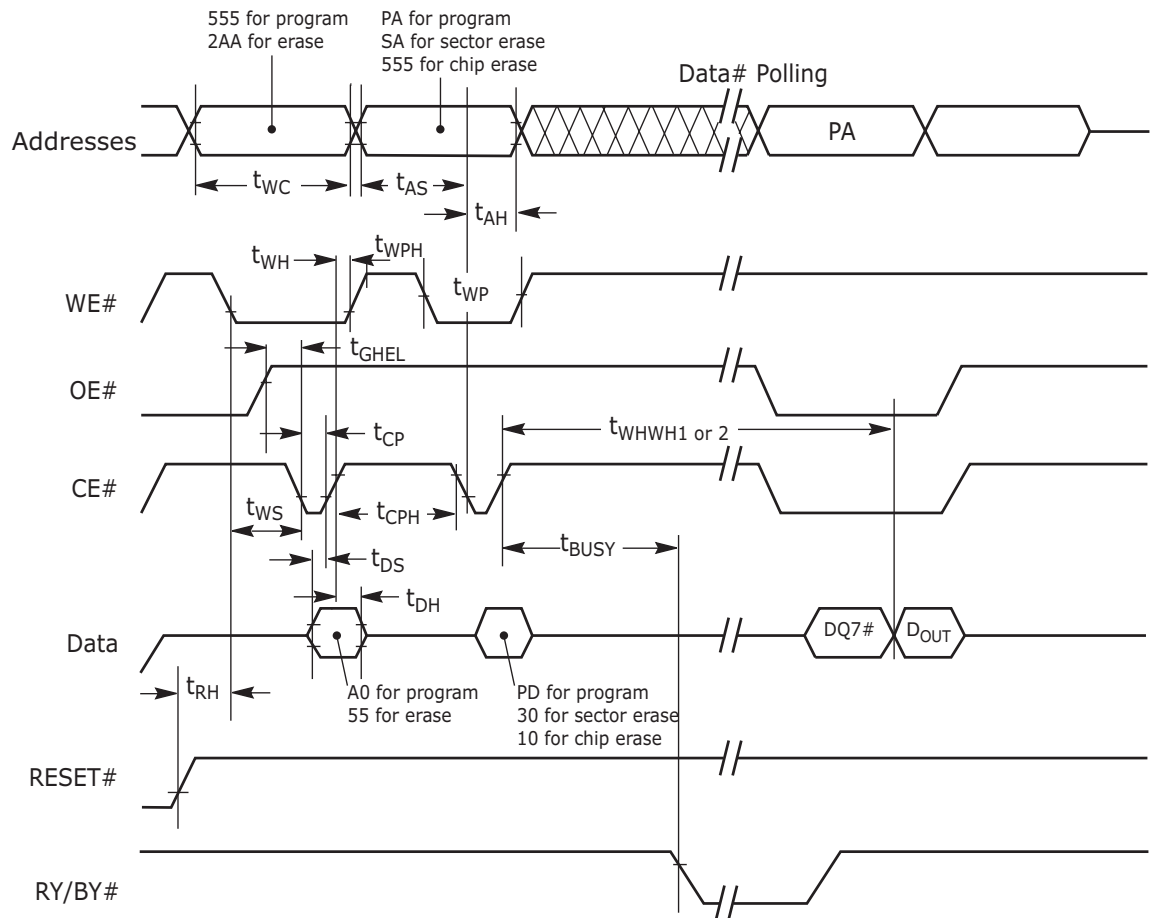 555 for program
2AA for erase
PA for program
SA for sector erase
555 for chip erase
Data# Polling
Addresses
PA
tWC
tAS
tAH
tWH
tWPH
tWP
WE#
tGHEL
OE#
tWHWH1 or 2
tCP
CE#
tWS
tCPH
tBUSY
tDS
tDH
Data
DQ7#
DOUT
tRH
A0 for program
55 for erase
PD for program
30 for sector erase
10 for chip erase
RESET#
RY/BY#